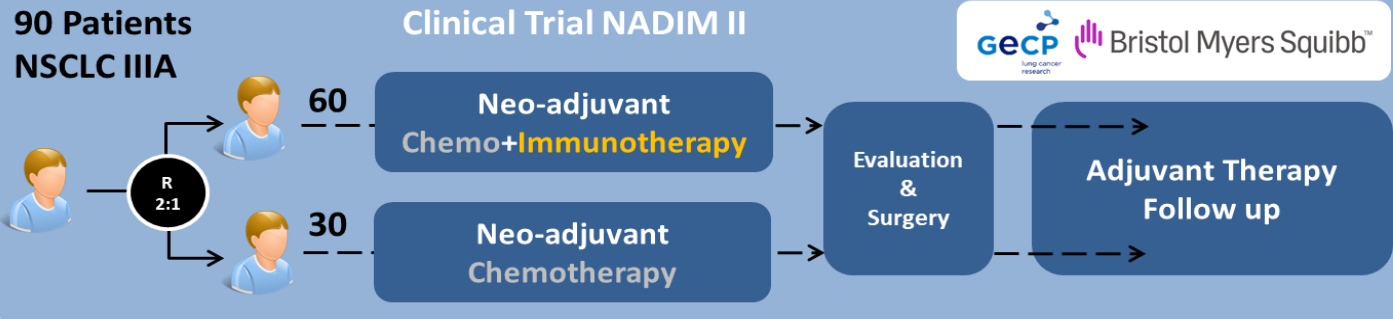 90 Patients
NSCLC IIIA
Clinical Trial NADIM II
GECP
lung cancer
research
Bristol Myers Squibb™
R
2:1
60
Neo-adjuvant
Chemo+Immunotherapy
30
Neo-adjuvant
Chemotherapy
Evaluation
&
Surgery
Adjuvant Therapy
Follow up